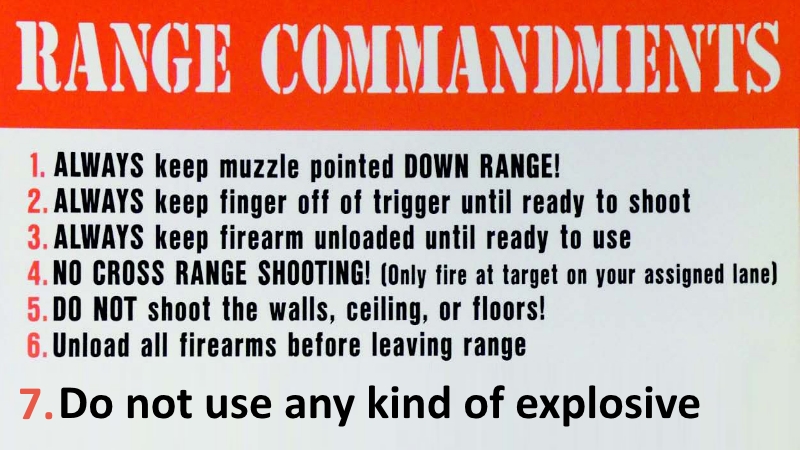 RANGE COMMANDMENTS
1. ALWAYS keep muzzle pointed DOWN RANGE!
2. ALWAYS keep finger off of trigger until ready to shoot
3. ALWAYS keep firearm unloaded until ready to use
4. NO CROSS RANGE SHOOTING! (Only fire at target on your assigned lane)
5. DO NOT shoot the walls, ceiling, or floors!
6. Unload all firearms before leaving range
7. Do not use any kind of explosive